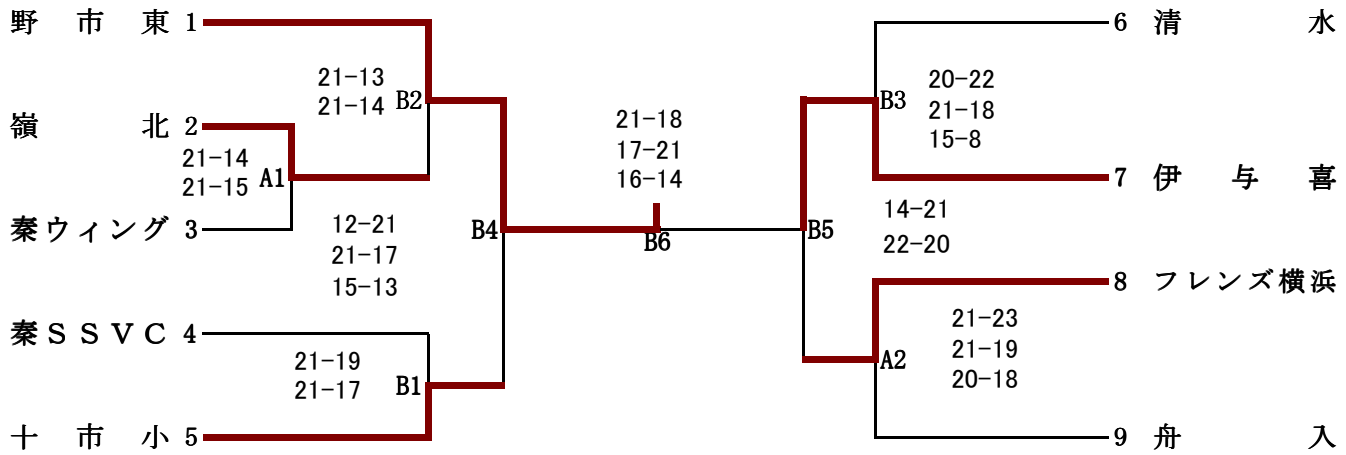 野市東 1
21-13
21-14
B2
嶺北 2
21-14
21-15
A1
秦ウィング 3
12-21
21-17
15-13
B4
秦ＳＳＶＣ 4
21-19
21-17
B1
十市小 5
21-18
17-21
16-14
B6
6 清水
B3
20-22
21-18
15-8
7 伊与喜
B5
14-21
22-20
8 フレンズ横浜
21-23
21-19
20-18
A2
9 舟入